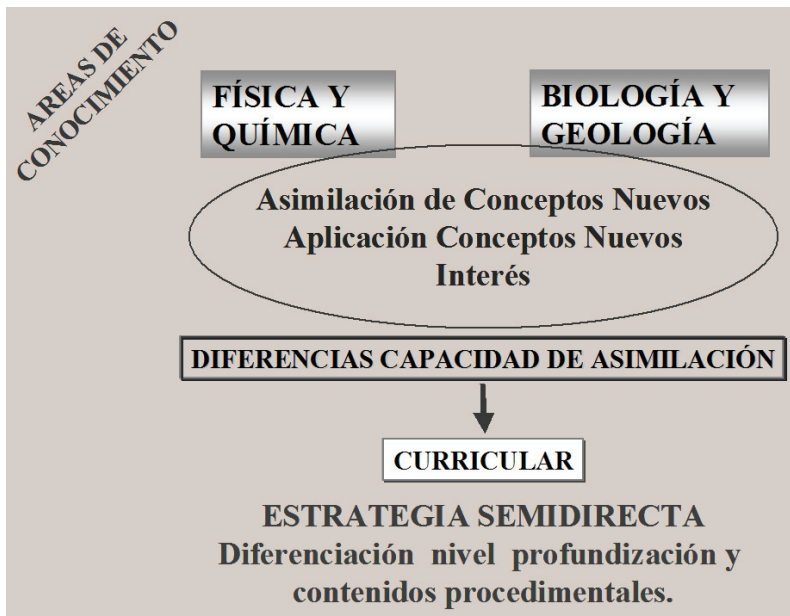 AREAS DE
CONOCIMIENTO
FÍSICA Y
QUÍMICA
BIOLOGÍA Y
GEOLOGÍA
Asimilación de Conceptos Nuevos
Aplicación Conceptos Nuevos
Interés
DIFERENCIAS CAPACIDAD DE ASIMILACIÓN
CURRICULAR
ESTRATEGIA SEMIDIRECTA
Diferenciación nivel profundización y
contenidos procedimentales.